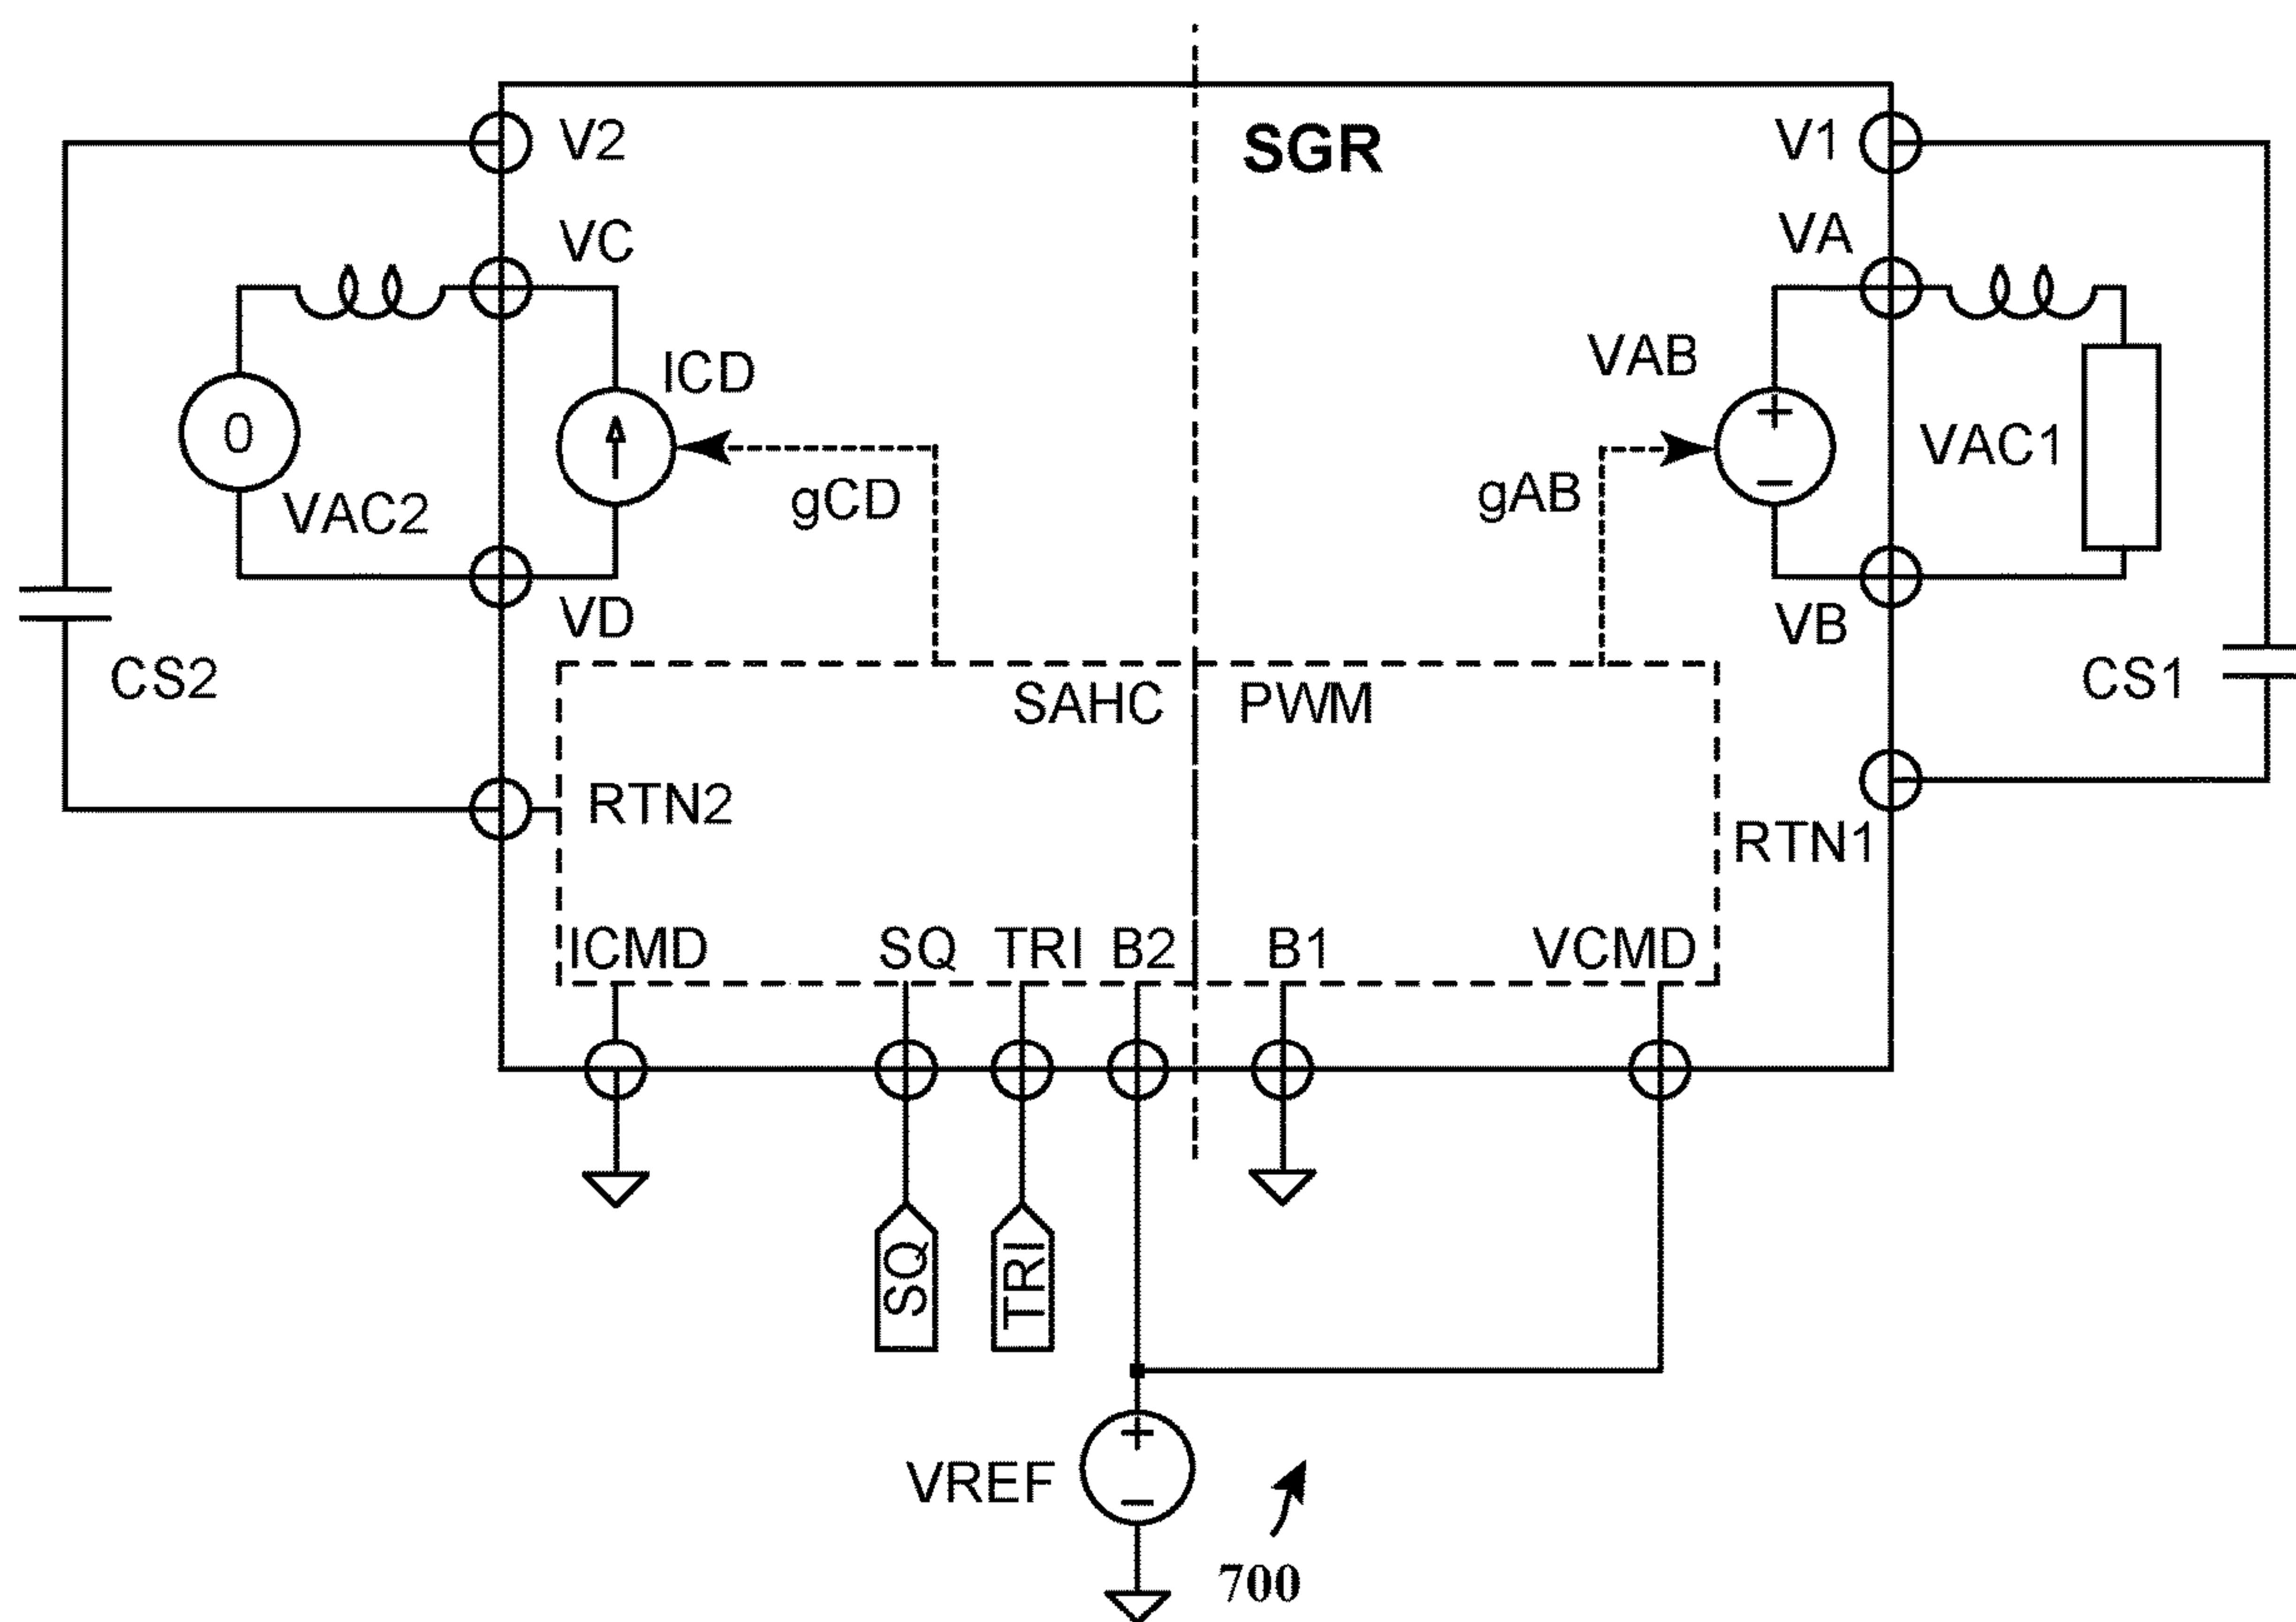 V2
SGR
V1
VC
VA
ICD
VAB
0
VAC1
gCD
gAB
VAC2
VD
VB
CS2
SAHC
PWM
CS1
RTN2
RTN1
ICMD
SQ
TRI
B2
B1
VCMD
SQ
TRI
VREF
700